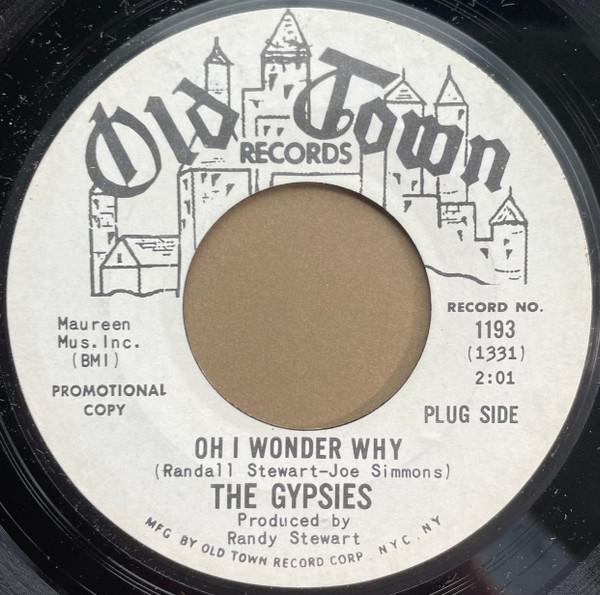 Old Town
RECORDS
Maureen
Mus. Inc.
(BMI)
PROMOTIONAL
COPY
RECORD NO.
1193
(1331)
2:01
PLUG SIDE
OH I WONDER WHY
(Randall Stewart-Joe Simmons)
THE GYPSIES
Produced by
Randy Stewart
MFG BY OLD TOWN RECORD CORP. NYC. NY